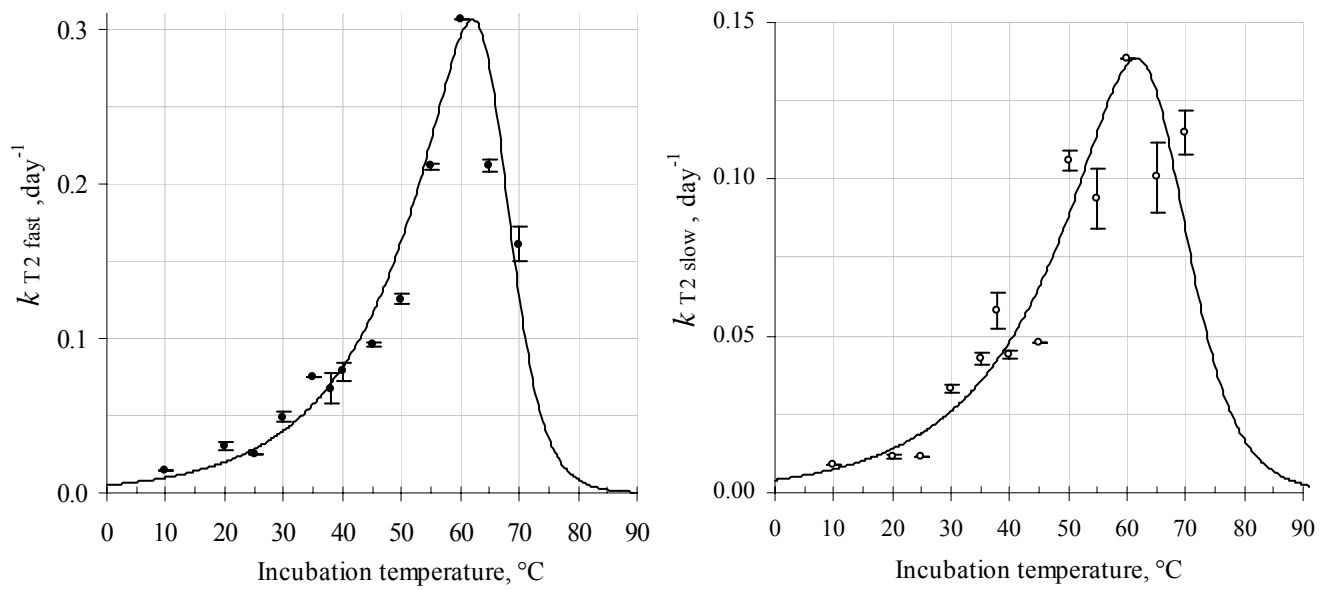 0.3
0.2
0.1
0.0
k T2 fast ,day-1
0 10 20 30 40 50 60 70 80 90
Incubation temperature, °C
0.15
0.10
0.05
0.00
k T2 slow , day-1
0 10 20 30 40 50 60 70 80 90
Incubation temperature, °C